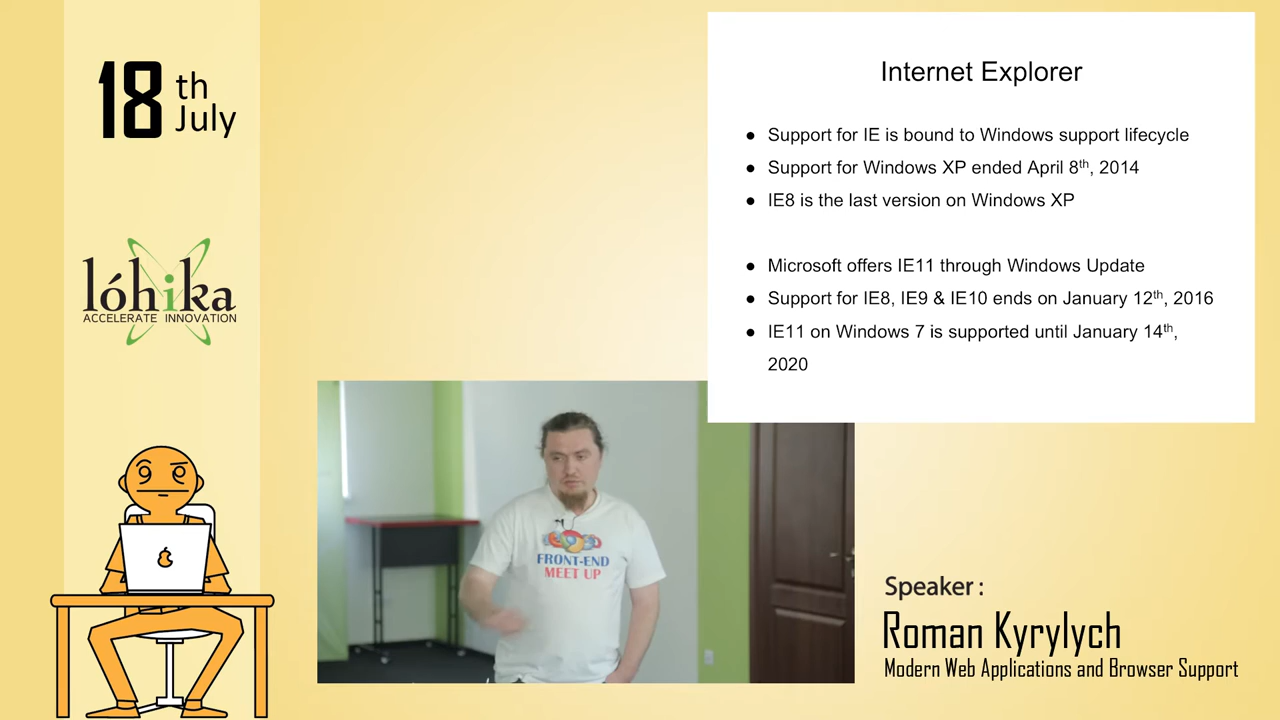 18 th
July
lóhika
ACCELERATE INNOVATION
Internet Explorer
● Support for IE is bound to Windows support lifecycle
● Support for Windows XP ended April 8th, 2014
● IE8 is the last version on Windows XP
● Microsoft offers IE11 through Windows Update
● Support for IE8, IE9 & IE10 ends on January 12th, 2016
● IE11 on Windows 7 is supported until January 14th,
2020
FRONT-END
MEET UP
Speaker :
Roman Kyrylych
Modern Web Applications and Browser Support